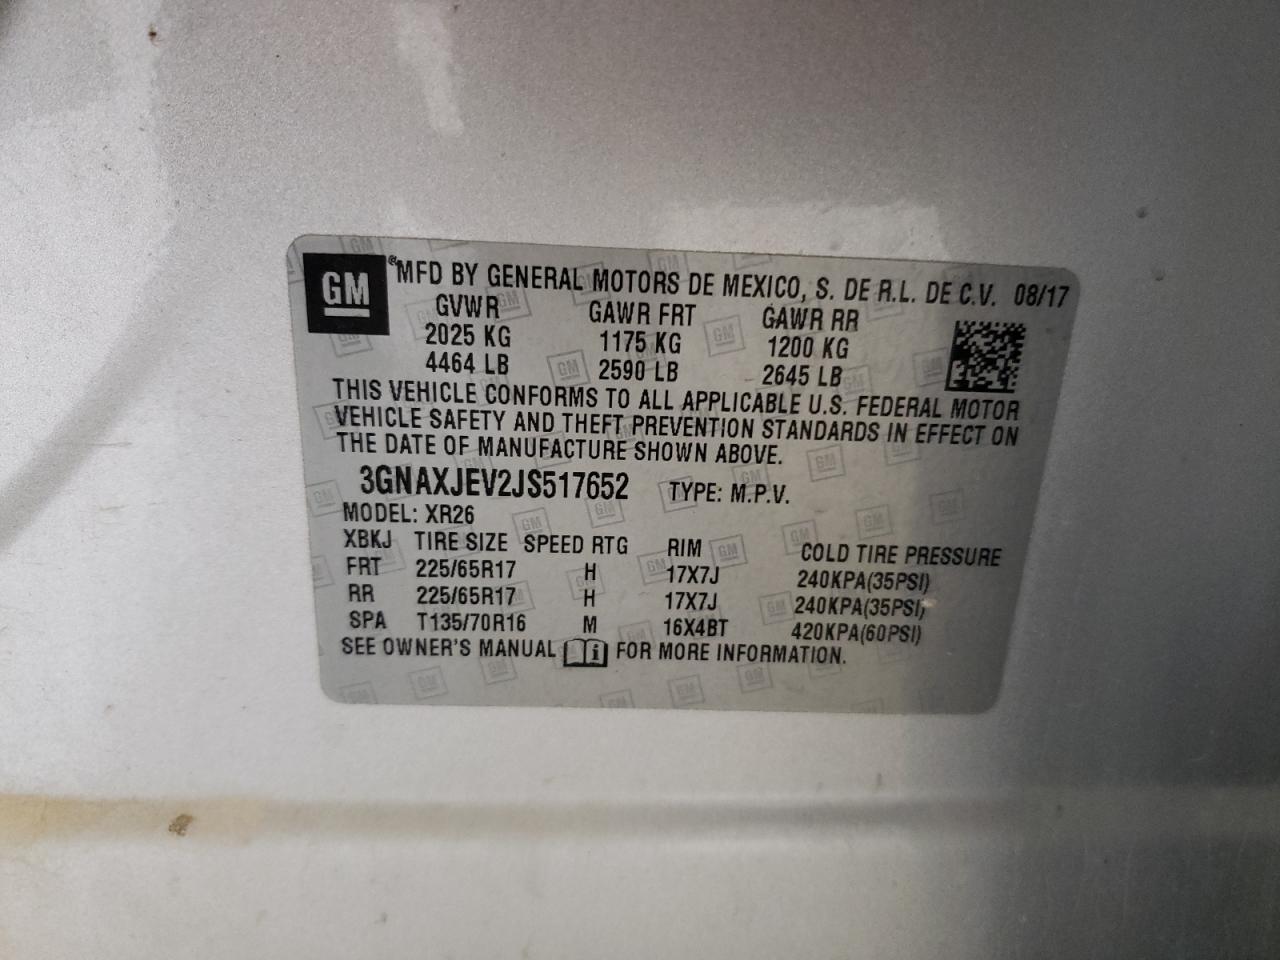 GM ® MFD BY GENERAL MOTORS DE MEXICO, S. DE R.L. DE C.V. 08/17
GVWR GAWR FRT GAWR RR
2025 KG 1175 KG 1200 KG
4464 LB 2590 LB 2645 LB
THIS VEHICLE CONFORMS TO ALL APPLICABLE U.S. FEDERAL MOTOR
VEHICLE SAFETY AND THEFT PREVENTION STANDARDS IN EFFECT ON
THE DATE OF MANUFACTURE SHOWN ABOVE.
3GNAXJEV2JS517652 TYPE: M.P.V.
MODEL: XR26
XBKJ TIRE SIZE SPEED RTG RIM COLD TIRE PRESSURE
FRT 225/65R17 H 17X7J 240KPA(35PSI)
RR 225/65R17 H 17X7J 240KPA(35PSI)
SPA T135/70R16 M 16X4BT 420KPA(60PSI)
SEE OWNER'S MANUAL i FOR MORE INFORMATION.